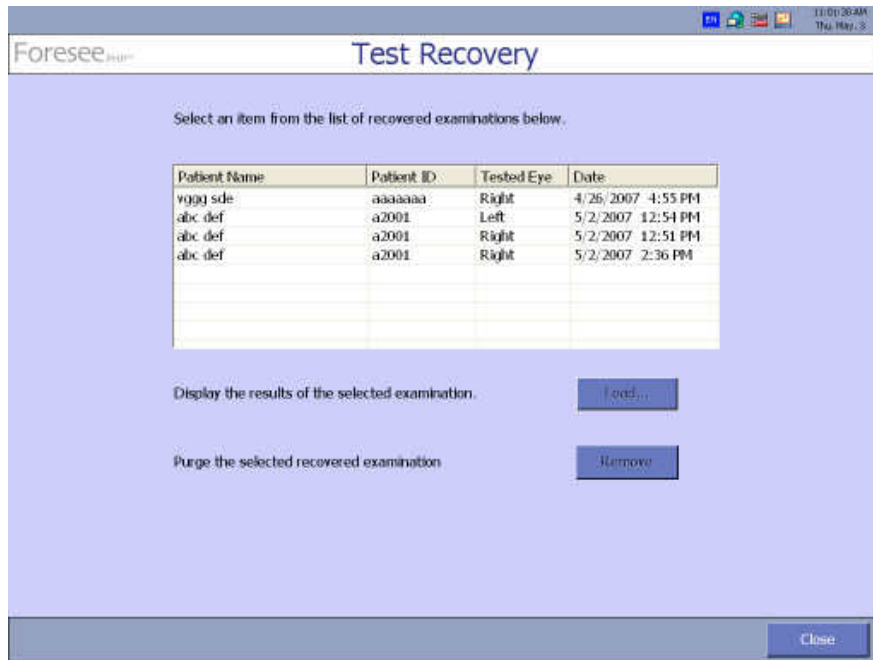 EN
11:01:20 AM
Thu, May. 3
Foresee
Test Recovery
Select an item from the list of recovered examinations below.
Patient Name Patient ID Tested Eye Date
vggg sde aaaaaaa Right 4/26/2007 4:55 PM
abc def a2001 Left 5/2/2007 12:54 PM
abc def a2001 Right 5/2/2007 12:51 PM
abc def a2001 Right 5/2/2007 2:36 PM
Display the results of the selected examination. Load...
Purge the selected recovered examination Remove
Close